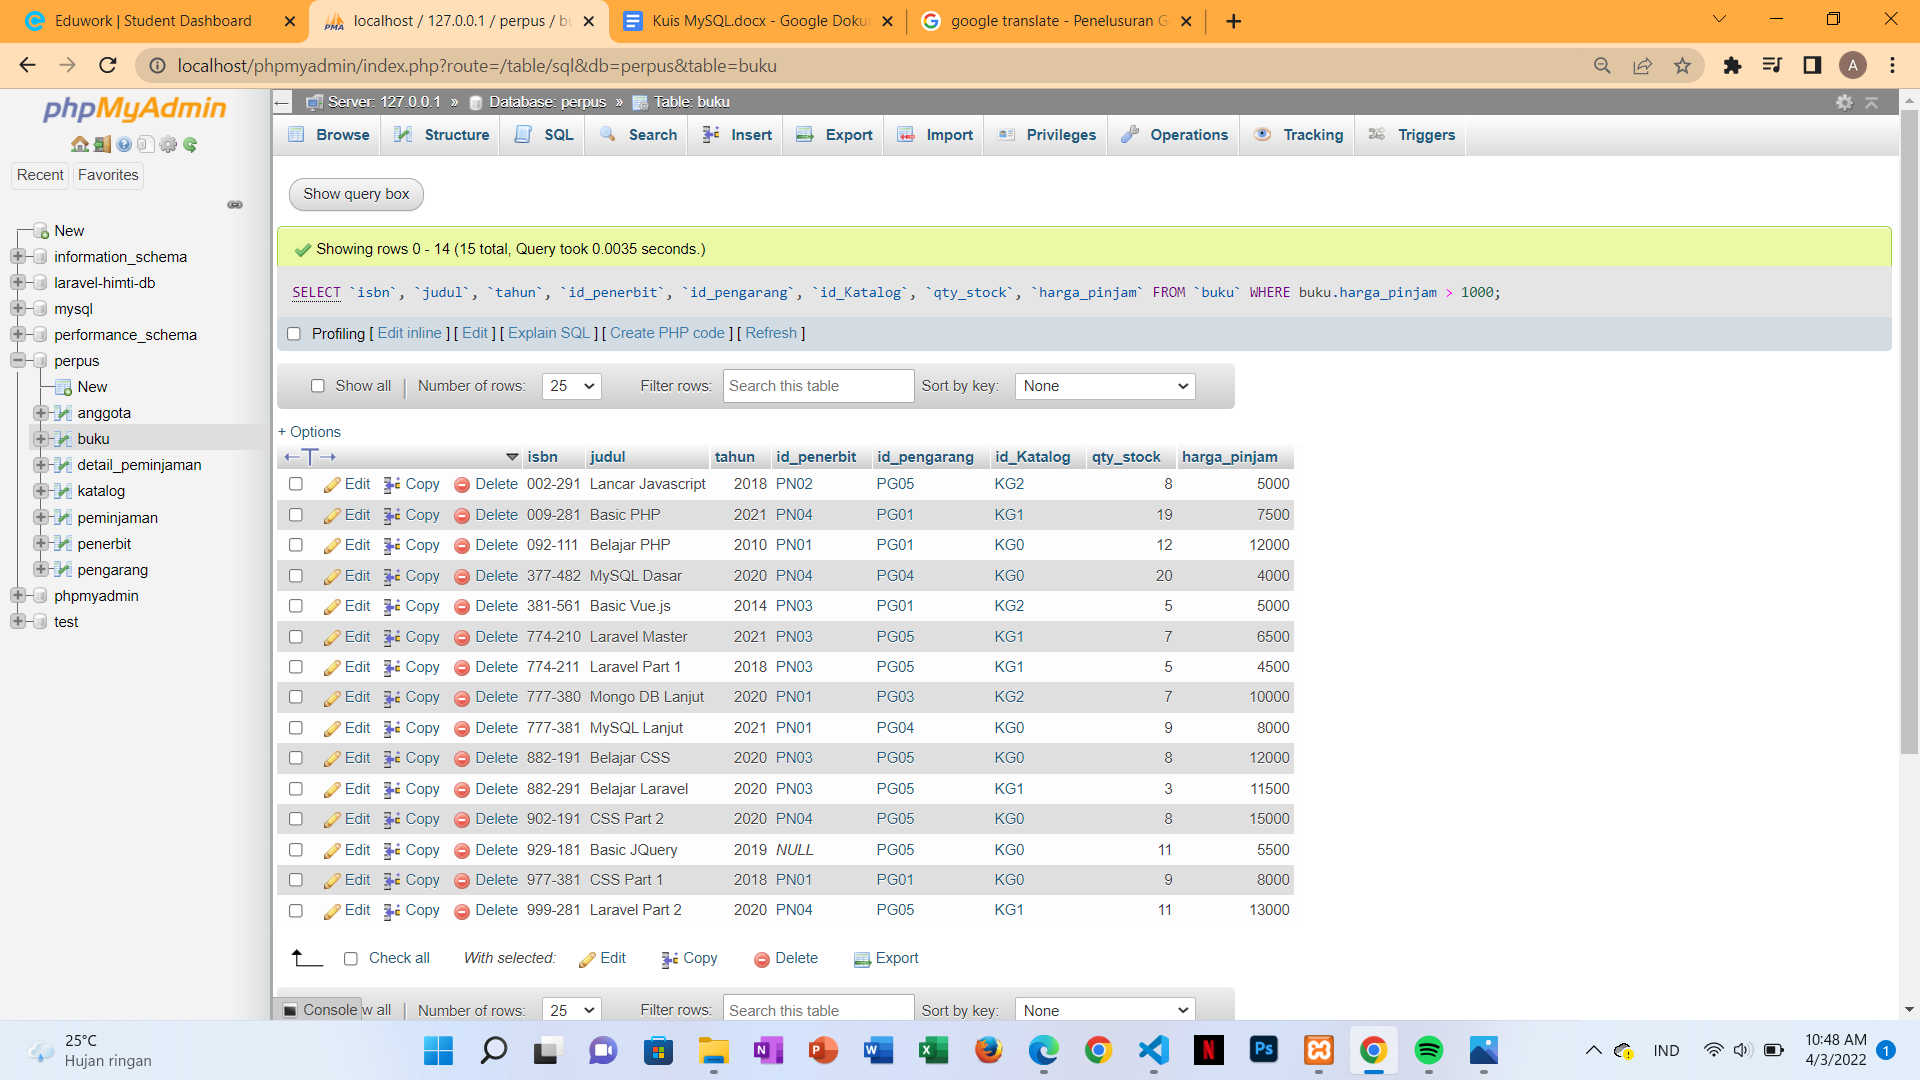 Eduwork | Student Dashboard
localhost / 127.0.0.1 / perpus / bu
Kuis MySQL.docx - Google Dokum
google translate - Penelusuran G
localhost/phpmyadmin/index.php?route=/table/sql&db=perpus&table=buku
A
phpMyAdmin
Recent Favorites
New
information_schema
laravel-himti-db
mysql
performance_schema
perpus
New
anggota
buku
detail_peminjaman
katalog
peminjaman
penerbit
pengarang
phpmyadmin
test
Server: 127.0.0.1 » Database: perpus » Table: buku
Browse Structure SQL Search Insert Export Import Privileges Operations Tracking Triggers
Show query box
Showing rows 0 - 14 (15 total, Query took 0.0035 seconds.)
SELECT `isbn`, `judul`, `tahun`, `id_penerbit`, `id_pengarang`, `id_Katalog`, `qty_stock`, `harga_pinjam` FROM `buku` WHERE buku.harga_pinjam > 1000;
Profiling [ Edit inline ] [ Edit ] [ Explain SQL ] [ Create PHP code ] [ Refresh ]
Show all | Number of rows: 25 Filter rows: Search this table Sort by key: None
+ Options
←T→ isbn judul tahun id_penerbit id_pengarang id_Katalog qty_stock harga_pinjam
Edit Copy Delete 002-291 Lancar Javascript 2018 PN02 PG05 KG2 8 5000
Edit Copy Delete 009-281 Basic PHP 2021 PN04 PG01 KG1 19 7500
Edit Copy Delete 092-111 Belajar PHP 2010 PN01 PG01 KG0 12 12000
Edit Copy Delete 377-482 MySQL Dasar 2020 PN04 PG04 KG0 20 4000
Edit Copy Delete 381-561 Basic Vue.js 2014 PN03 PG01 KG2 5 5000
Edit Copy Delete 774-210 Laravel Master 2021 PN03 PG05 KG1 7 6500
Edit Copy Delete 774-211 Laravel Part 1 2018 PN03 PG05 KG1 5 4500
Edit Copy Delete 777-380 Mongo DB Lanjut 2020 PN01 PG03 KG2 7 10000
Edit Copy Delete 777-381 MySQL Lanjut 2021 PN01 PG04 KG0 9 8000
Edit Copy Delete 882-191 Belajar CSS 2020 PN03 PG05 KG0 8 12000
Edit Copy Delete 882-291 Belajar Laravel 2020 PN03 PG05 KG1 3 11500
Edit Copy Delete 902-191 CSS Part 2 2020 PN04 PG05 KG0 8 15000
Edit Copy Delete 929-181 Basic JQuery 2019 NULL PG05 KG0 11 5500
Edit Copy Delete 977-381 CSS Part 1 2018 PN01 PG01 KG0 9 8000
Edit Copy Delete 999-281 Laravel Part 2 2020 PN04 PG05 KG1 11 13000
Check all With selected: Edit Copy Delete Export
Console w all | Number of rows: 25 Filter rows: Search this table Sort by key: None
25°C
Hujan ringan
IND
10:48 AM
4/3/2022
1